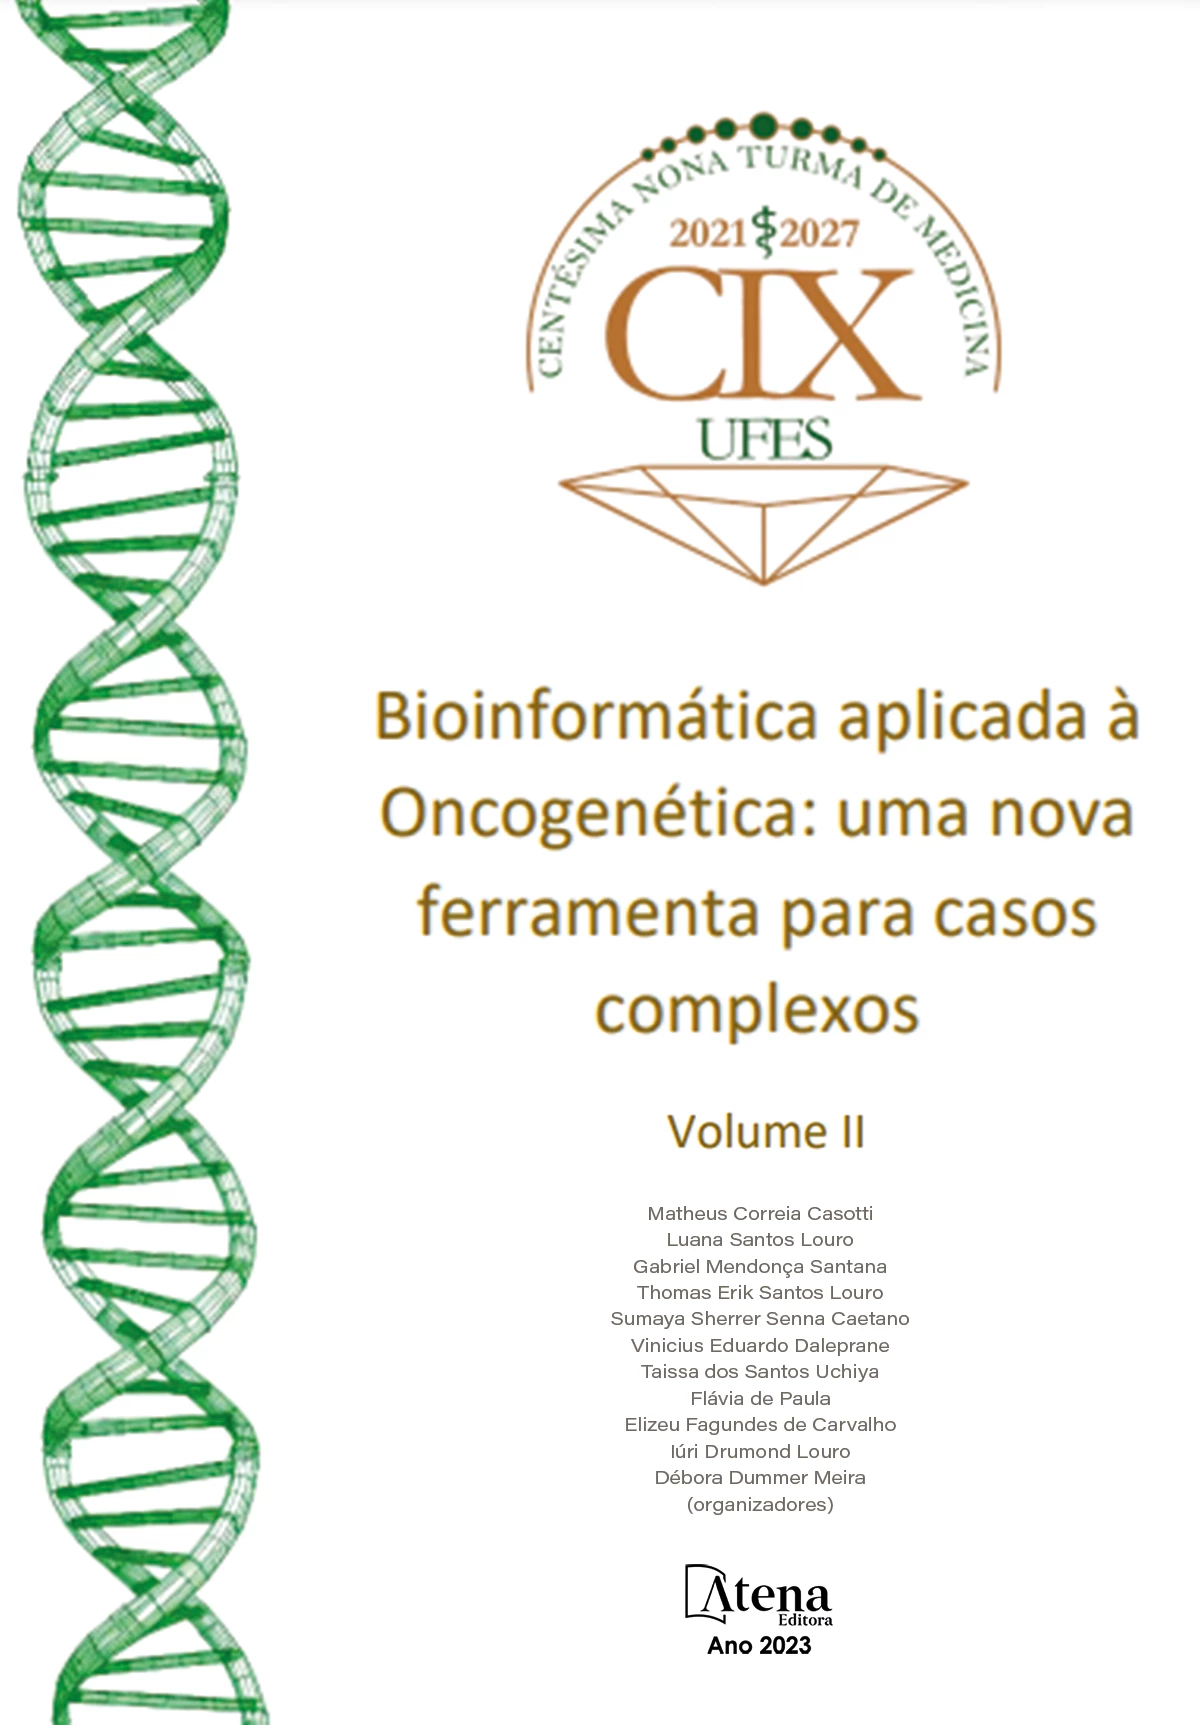 CENTÉSIMA NONA TURMA DE MEDICINA
2021 2027
CIX
UFES
Bioinformática aplicada à
Oncogenética: uma nova
ferramenta para casos
complexos
Volume II
Matheus Correia Casotti
Luana Santos Louro
Gabriel Mendonça Santana
Thomas Erik Santos Louro
Sumaya Sherrer Senna Caetano
Vinicius Eduardo Daleprane
Taissa dos Santos Uchiya
Flávia de Paula
Elizeu Fagundes de Carvalho
Iúri Drumond Louro
Débora Dummer Meira
(organizadores)
Atena
Editora
Ano 2023